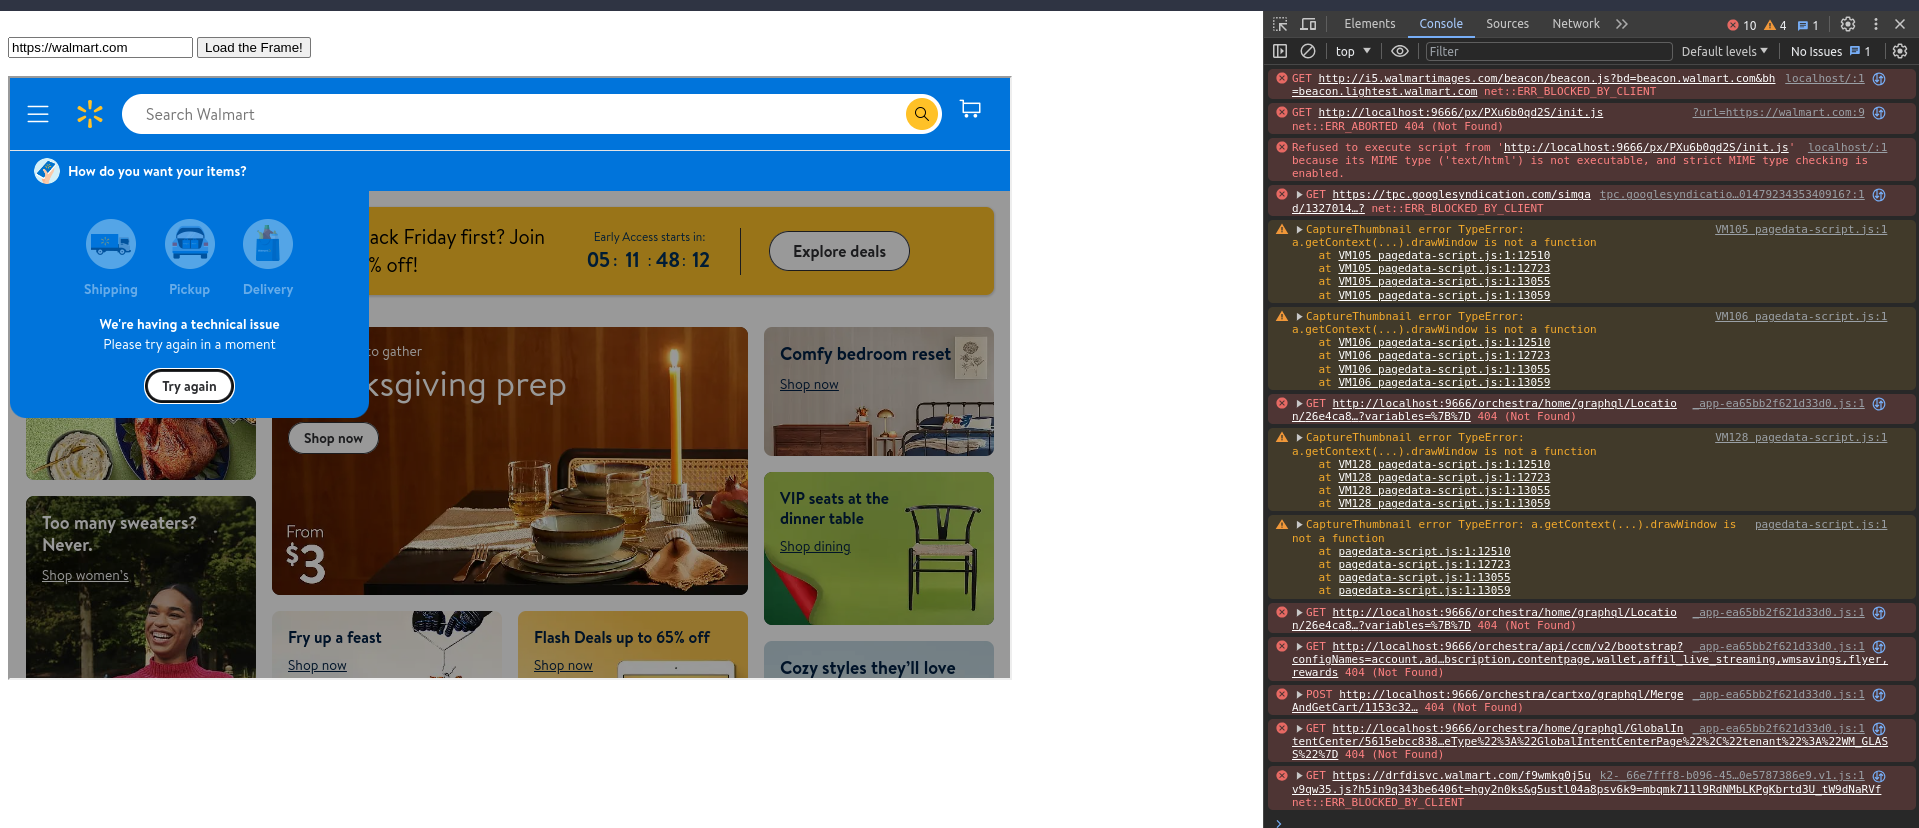 https://walmart.com
Load the Frame!
Search Walmart
How do you want your items?
Shipping
Pickup
Delivery
We're having a technical issue
Please try again in a moment
Try again
ack Friday first? Join
% off!
Early Access starts in:
05 : 11 : 48 : 12
Explore deals
to gather
ksgiving prep
Shop now
From
$3
Comfy bedroom reset
Shop now
VIP seats at the
dinner table
Shop dining
Too many sweaters?
Never.
Shop women's
Fry up a feast
Shop now
Flash Deals up to 65% off
Shop now
Cozy styles they'll love
Elements
Console
Sources
Network
10
4
1
top
Filter
Default levels
No Issues
1
GET http://i5.walmartimages.com/beacon/beacon.js?bd=beacon.walmart.com&bh localhost/:1
=beacon.lightest.walmart.com net::ERR_BLOCKED_BY_CLIENT
GET http://localhost:9666/px/PXu6b0qd2S/init.js ?url=https://walmart.com:9
net::ERR_ABORTED 404 (Not Found)
Refused to execute script from 'http://localhost:9666/px/PXu6b0qd2S/init.js' localhost/:1
because its MIME type ('text/html') is not executable, and strict MIME type checking is
enabled.
GET https://tpc.googlesyndication.com/simga tpc.googlesyndicatio…0147923435340916?:1
d/1327014…? net::ERR_BLOCKED_BY_CLIENT
CaptureThumbnail error TypeError: VM105 pagedata-script.js:1
a.getContext(...).drawWindow is not a function
at VM105 pagedata-script.js:1:12510
at VM105 pagedata-script.js:1:12723
at VM105 pagedata-script.js:1:13055
at VM105 pagedata-script.js:1:13059
CaptureThumbnail error TypeError: VM106 pagedata-script.js:1
a.getContext(...).drawWindow is not a function
at VM106 pagedata-script.js:1:12510
at VM106 pagedata-script.js:1:12723
at VM106 pagedata-script.js:1:13055
at VM106 pagedata-script.js:1:13059
GET http://localhost:9666/orchestra/home/graphql/Locatio _app-ea65bb2f621d33d0.js:1
n/26e4ca8…?variables=%7B%7D 404 (Not Found)
CaptureThumbnail error TypeError: VM128 pagedata-script.js:1
a.getContext(...).drawWindow is not a function
at VM128 pagedata-script.js:1:12510
at VM128 pagedata-script.js:1:12723
at VM128 pagedata-script.js:1:13055
at VM128 pagedata-script.js:1:13059
CaptureThumbnail error TypeError: a.getContext(...).drawWindow is pagedata-script.js:1
not a function
at pagedata-script.js:1:12510
at pagedata-script.js:1:12723
at pagedata-script.js:1:13055
at pagedata-script.js:1:13059
GET http://localhost:9666/orchestra/home/graphql/Locatio _app-ea65bb2f621d33d0.js:1
n/26e4ca8…?variables=%7B%7D 404 (Not Found)
GET http://localhost:9666/orchestra/api/ccm/v2/bootstrap? _app-ea65bb2f621d33d0.js:1
configNames=account,ad…bscription,contentpage,wallet,affil_live_streaming,wmsavings,flyer,
rewards 404 (Not Found)
POST http://localhost:9666/orchestra/cartxo/graphql/Merge _app-ea65bb2f621d33d0.js:1
AndGetCart/1153c32… 404 (Not Found)
GET http://localhost:9666/orchestra/home/graphql/GlobalIn _app-ea65bb2f621d33d0.js:1
tentCenter/5615ebcc838…eType%22%3A%22GlobalIntentCenterPage%22%2C%22tenant%22%3A%22WM_GLAS
S%22%7D 404 (Not Found)
GET https://drfdisvc.walmart.com/f9wmkg0j5u k2-_66e7fff8-b096-45…0e5787386e9.v1.js:1
v9qw35.js?h5in9q343be6406t=hgy2n0ks&g5ustl04a8psv6k9=mbqmk711l9RdNMbLKPgKbrtd3U_tW9dNaRVf
net::ERR_BLOCKED_BY_CLIENT